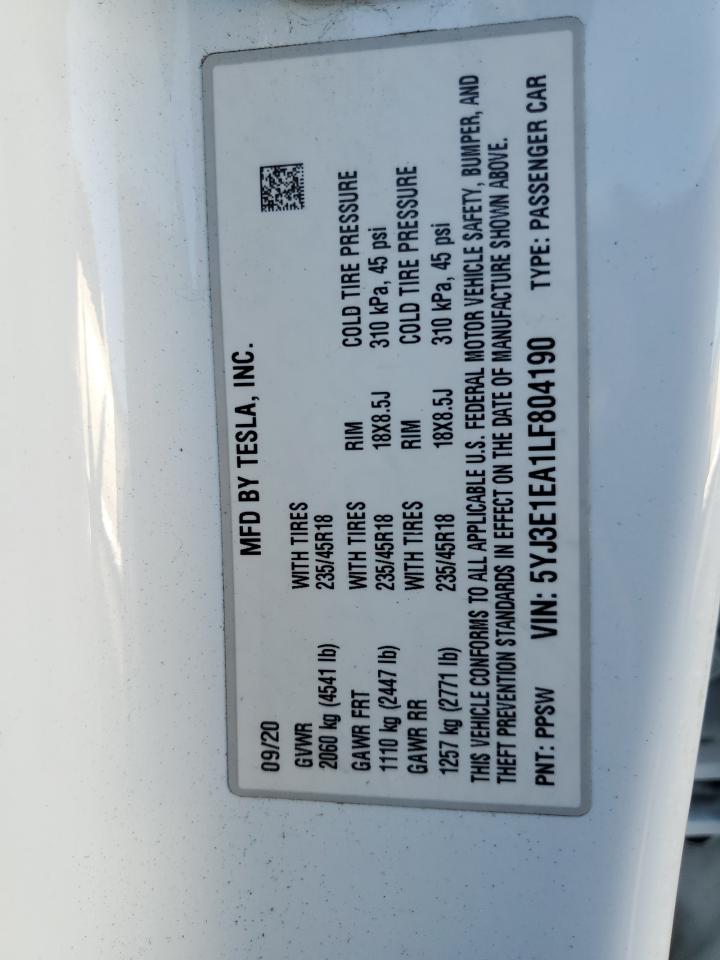 MFD BY TESLA, INC.
09/20
GVWR WITH TIRES
2060 kg (4541 lb) 235/45R18
GAWR FRT WITH TIRES RIM COLD TIRE PRESSURE
1110 kg (2447 lb) 235/45R18 18X8.5J 310 kPa, 45 psi
GAWR RR WITH TIRES RIM COLD TIRE PRESSURE
1257 kg (2771 lb) 235/45R18 18X8.5J 310 kPa, 45 psi
THIS VEHICLE CONFORMS TO ALL APPLICABLE U.S. FEDERAL MOTOR VEHICLE SAFETY, BUMPER, AND
THEFT PREVENTION STANDARDS IN EFFECT ON THE DATE OF MANUFACTURE SHOWN ABOVE.
PNT: PPSW VIN: 5YJ3E1EA1LF804190 TYPE: PASSENGER CAR